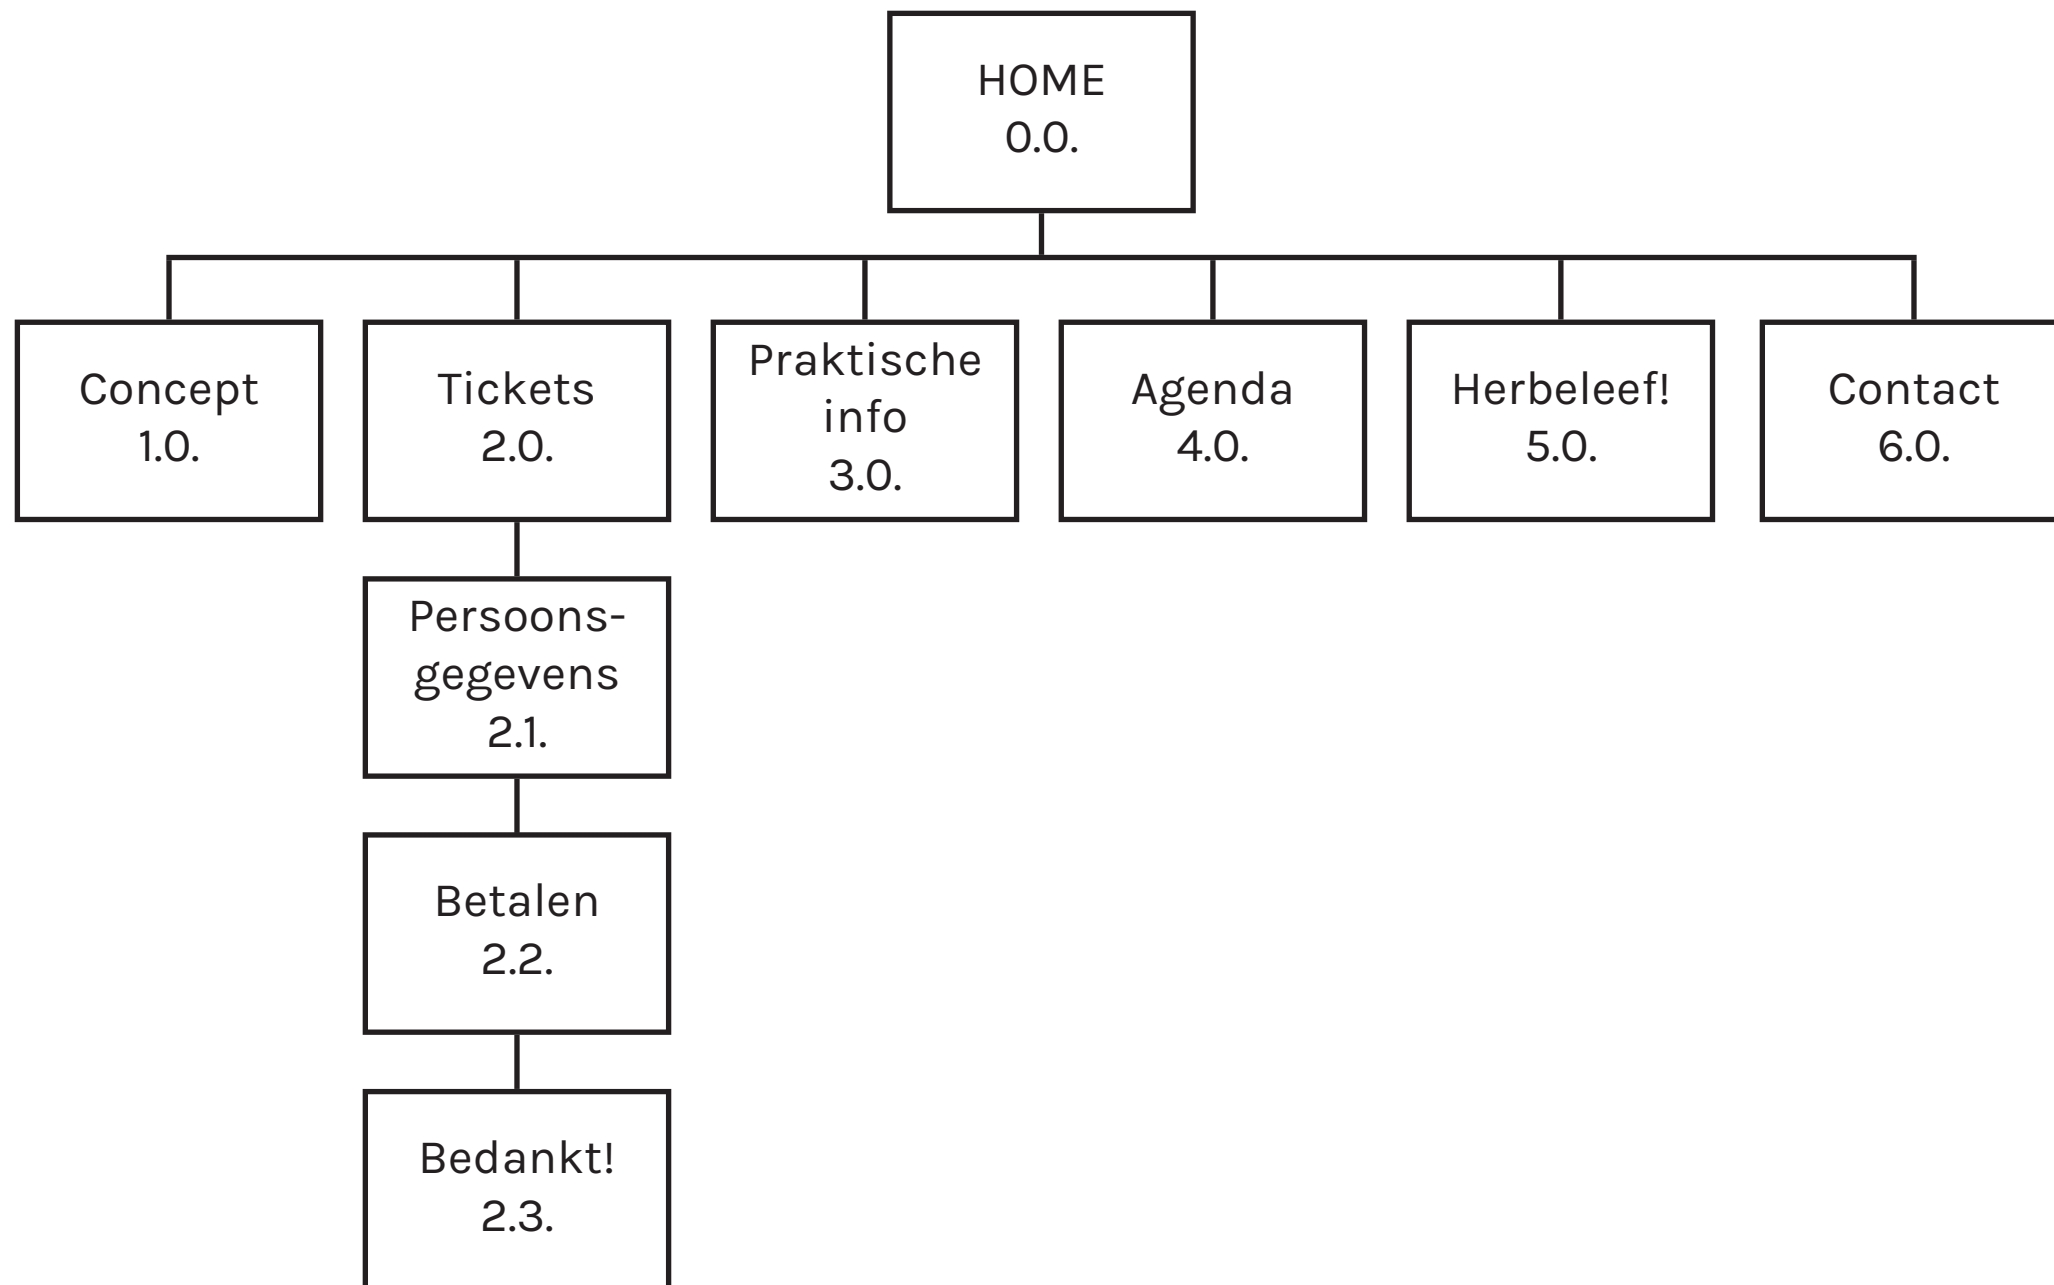 HOME
0.0.
Concept
1.0.
Tickets
2.0.
Praktische
info
3.0.
Agenda
4.0.
Herbeleef!
5.0.
Contact
6.0.
Persoons-
gegevens
2.1.
Betalen
2.2.
Bedankt!
2.3.